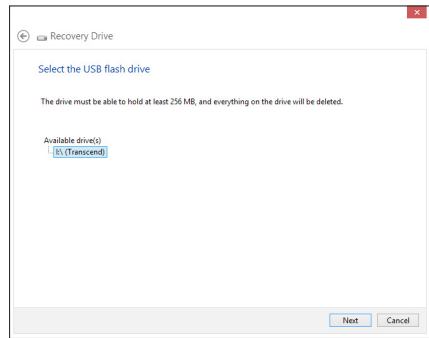 Recovery Drive
Select the USB flash drive
The drive must be able to hold at least 256 MB, and everything on the drive will be deleted.
Available drive(s)
I:\ (Transcend)
Next Cancel